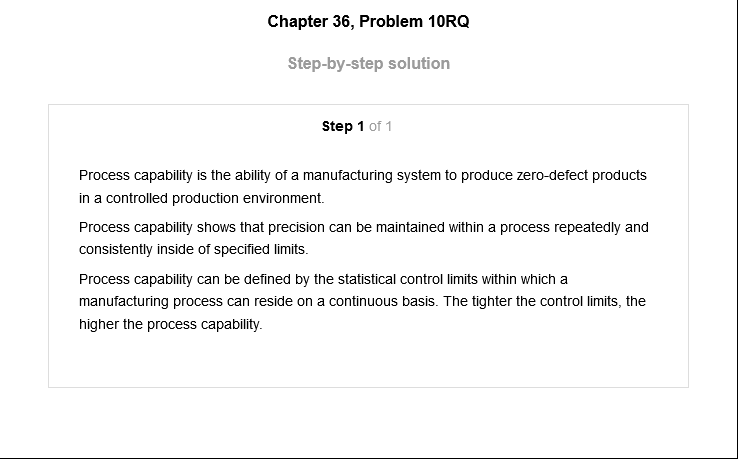 Chapter 36, Problem 10RQ
Step-by-step solution
Step 1 of 1
Process capability is the ability of a manufacturing system to produce zero-defect products
in a controlled production environment.
Process capability shows that precision can be maintained within a process repeatedly and
consistently inside of specified limits.
Process capability can be defined by the statistical control limits within which a
manufacturing process can reside on a continuous basis. The tighter the control limits, the
higher the process capability.